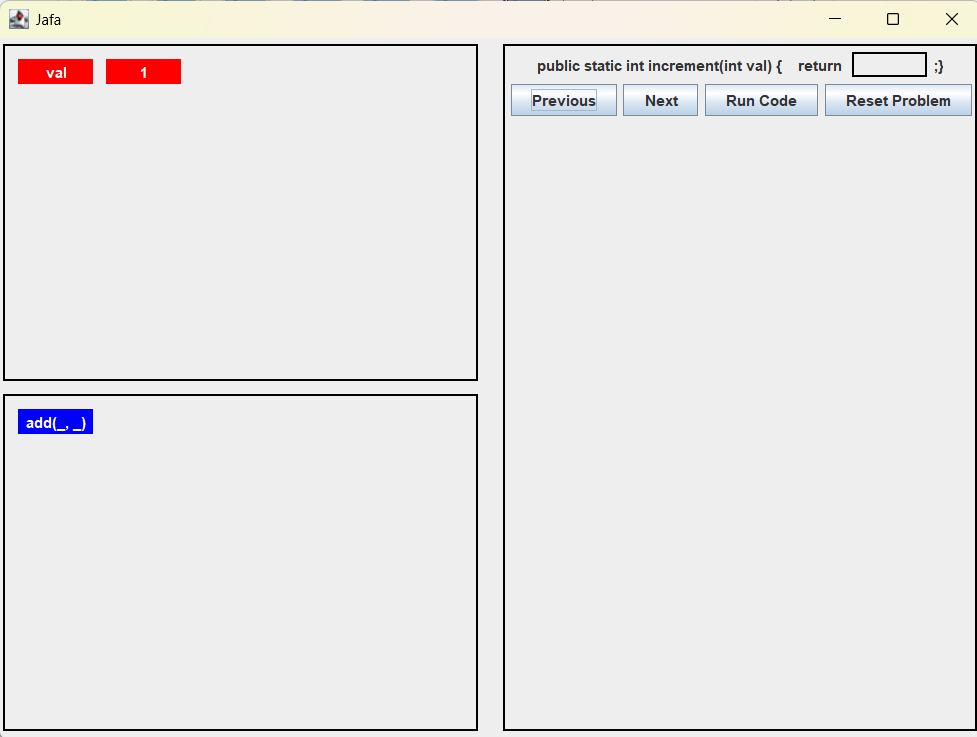 Jafa
val 1
add(_, _)
public static int increment(int val) { return ;}
Previous Next Run Code Reset Problem